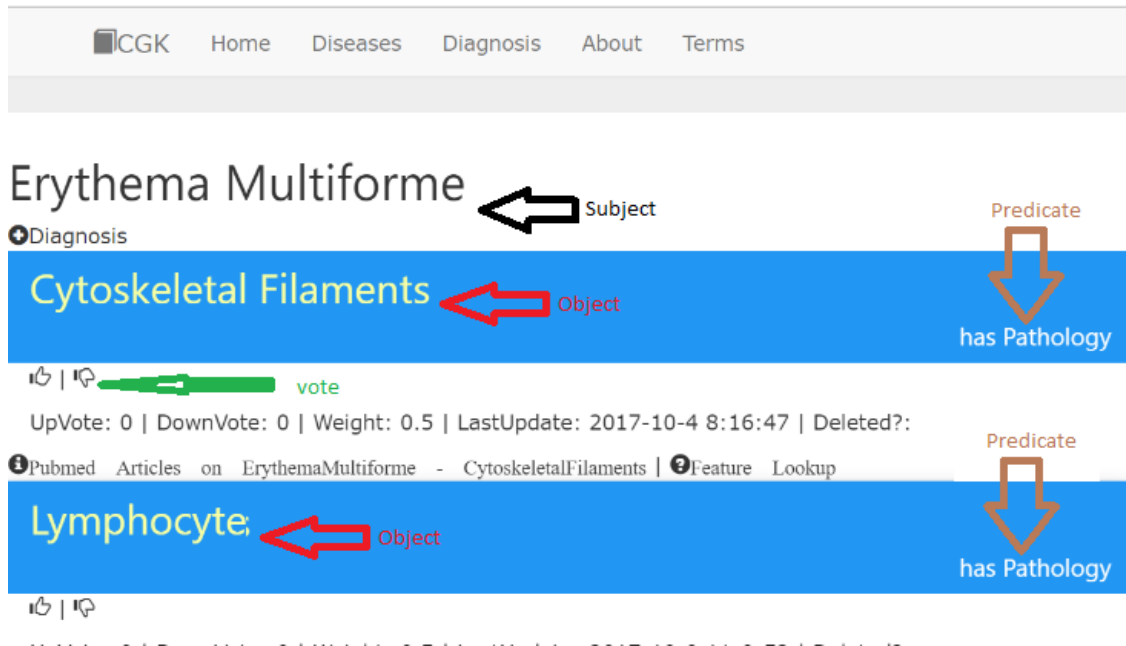 CGK Home Diseases Diagnosis About Terms
Erythema Multiforme
Subject
Predicate
Diagnosis
Cytoskeletal Filaments
Object
has Pathology
| vote
UpVote: 0 | DownVote: 0 | Weight: 0.5 | LastUpdate: 2017-10-4 8:16:47 | Deleted?:
Predicate
Pubmed Articles on ErythemaMultiforme - CytoskeletalFilaments | Feature Lookup
Lymphocyte
Object
has Pathology
|